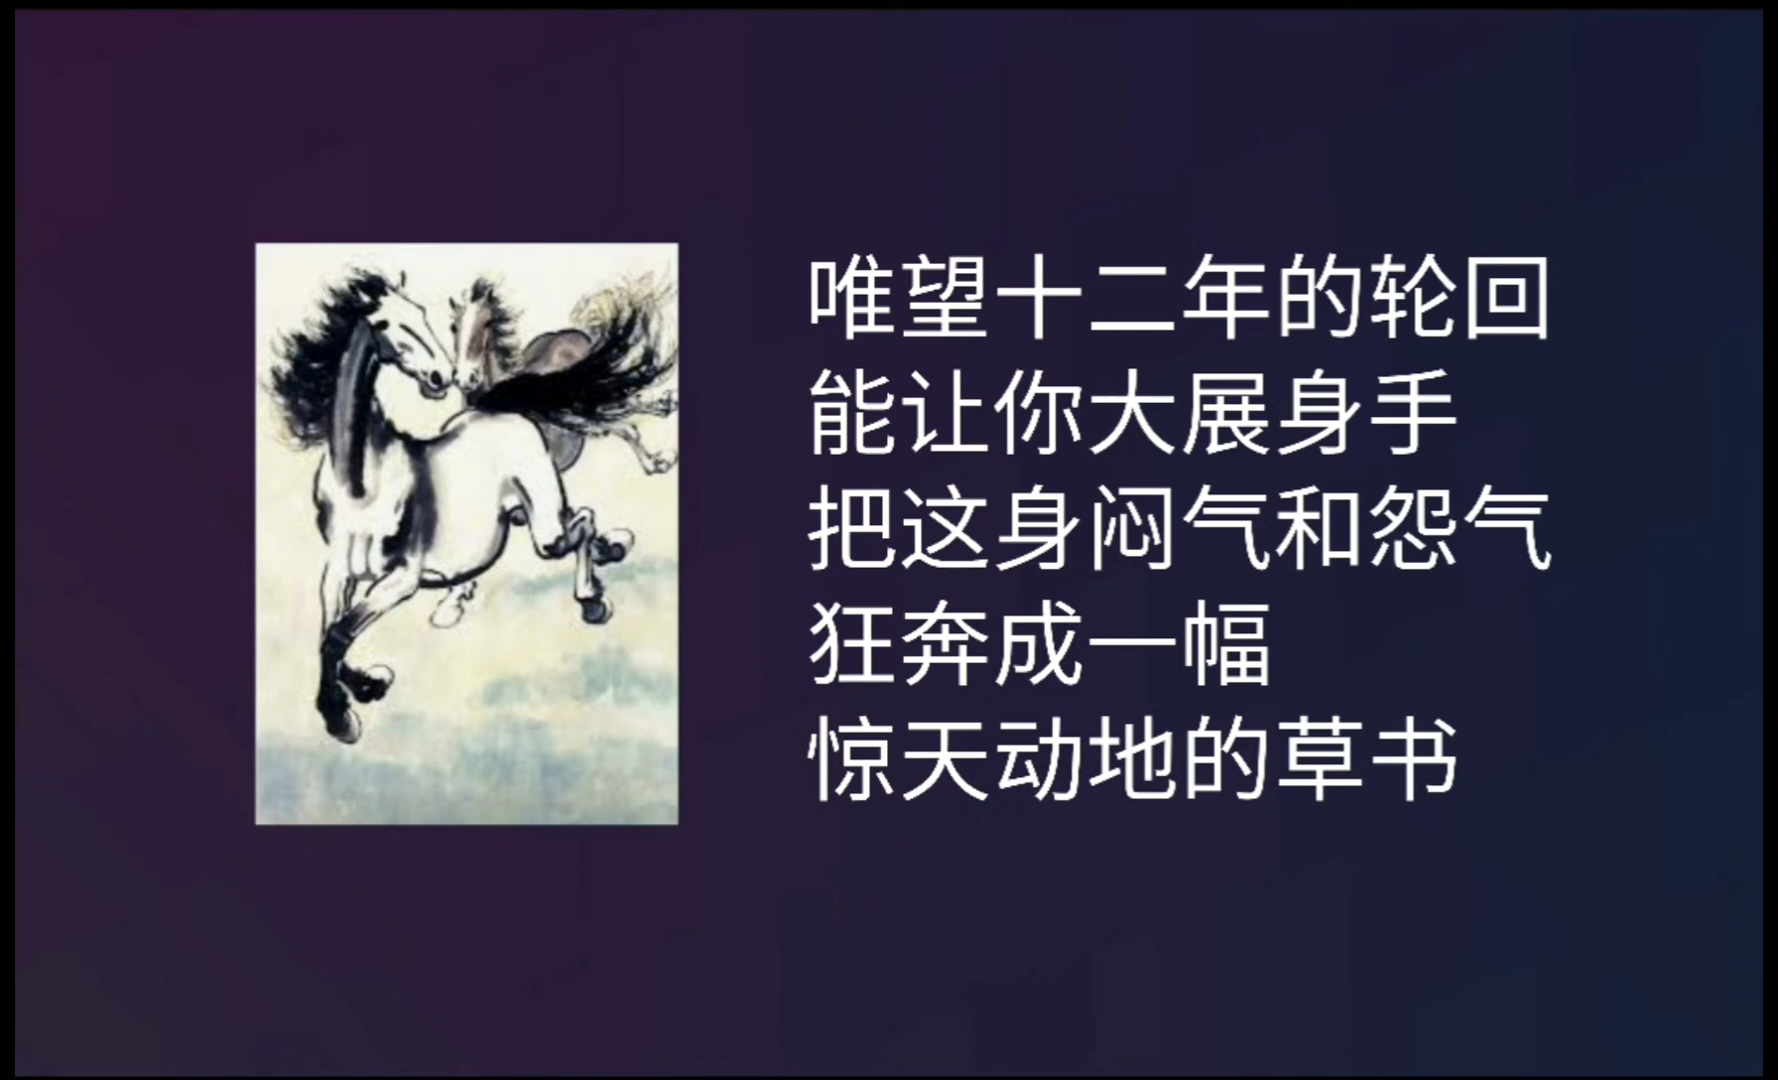 唯望十二年的轮回
能让你大展身手
把这身闷气和怨气
狂奔成一幅
惊天动地的草书